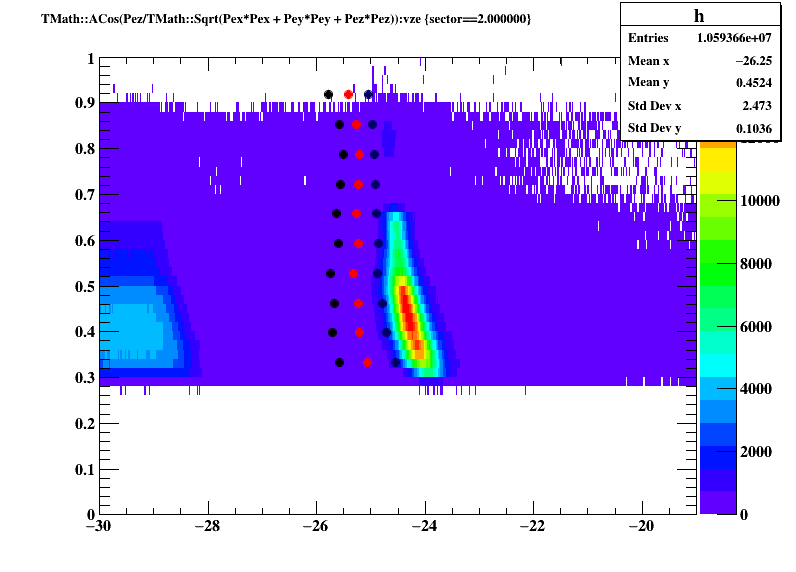 TMath::ACos(Pez/TMath::Sqrt(Pex*Pex + Pey*Pey + Pez*Pez)):vze {sector==2.000000}
h
Entries 1.059366e+07
Mean x −26.25
Mean y 0.4524
Std Dev x 2.473
Std Dev y 0.1036
1
0.9
0.8
0.7
0.6
0.5
0.4
0.3
0.2
0.1
0
−30 −28 −26 −24 −22 −20
10000
8000
6000
4000
2000
0